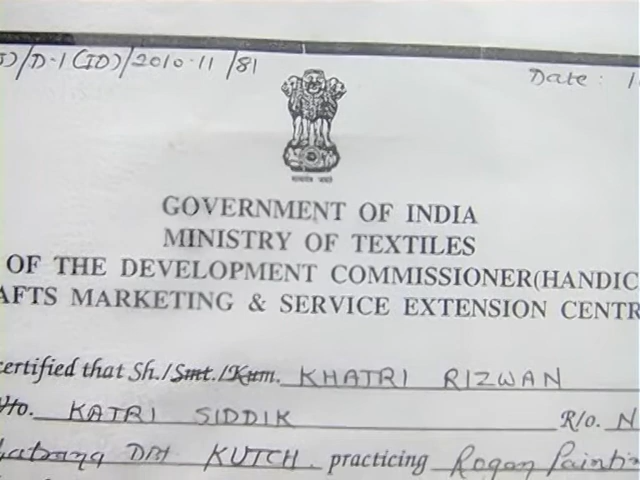 /D-1 (ID)/2010-11 /81 Date : 1
GOVERNMENT OF INDIA
MINISTRY OF TEXTILES
OF THE DEVELOPMENT COMMISSIONER(HANDIC
AFTS MARKETING & SERVICE EXTENSION CENTR
ertified that Sh./Smt./Kum. KHATRI RIZWAN
KATRI SIDDIK R/o. N
KUTCH practicing Rogan Painti